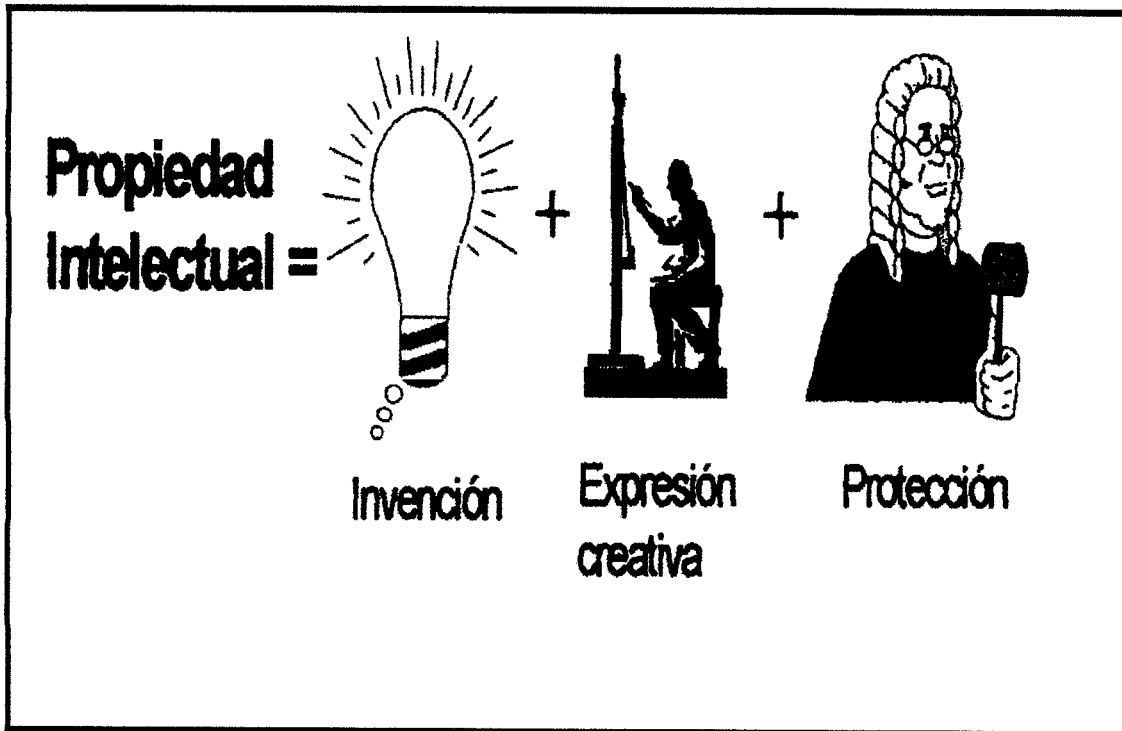 Propiedad
Intelectual =
+
+
Invención
Expresión
creativa
Protección